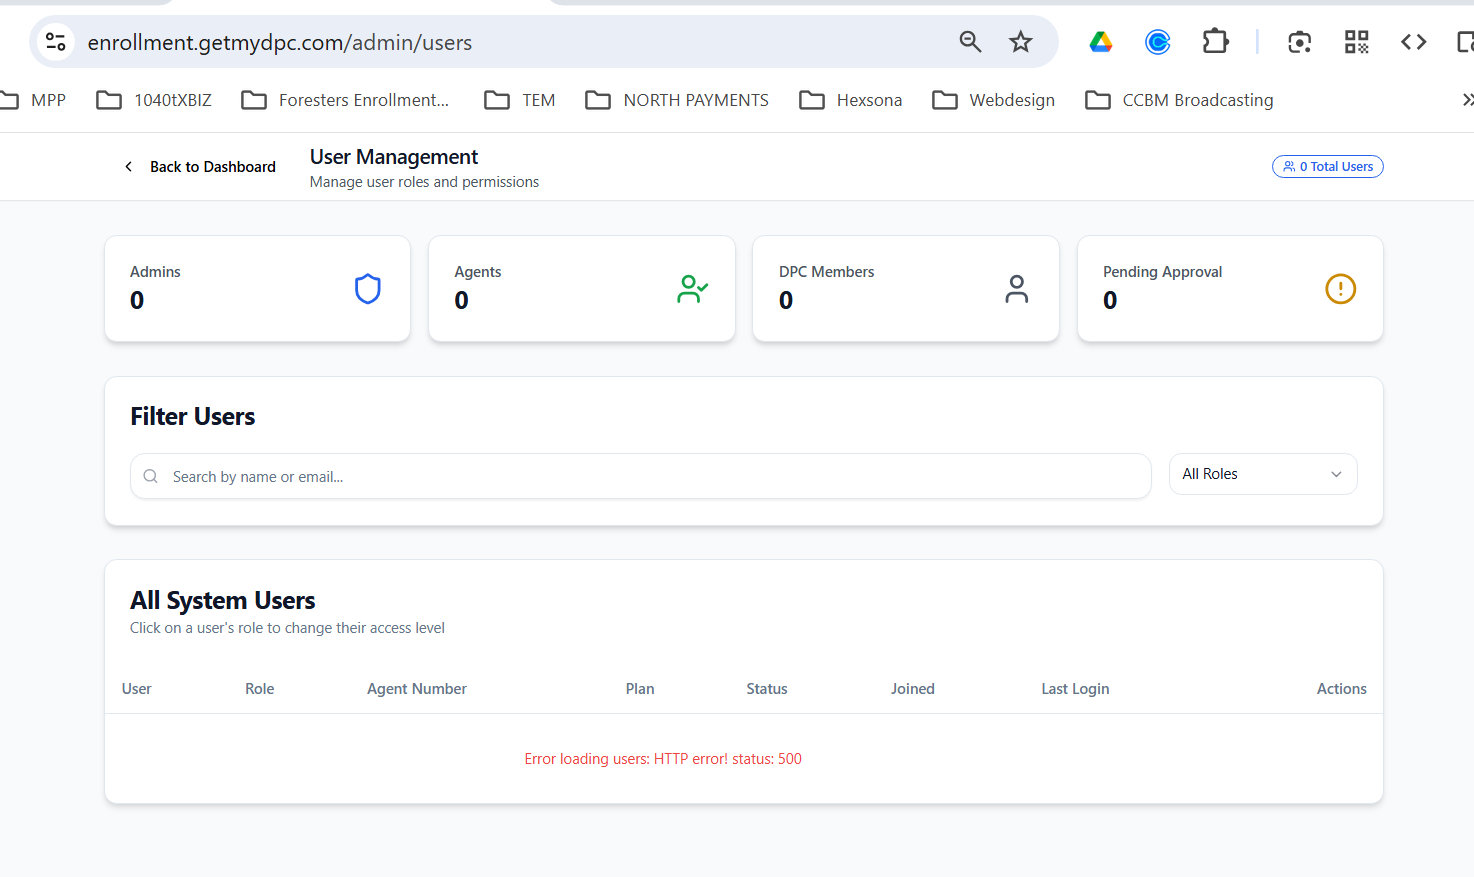 enrollment.getmydpc.com/admin/users
MPP
1040tXBIZ
Foresters Enrollment...
TEM
NORTH PAYMENTS
Hexsona
Webdesign
CCBM Broadcasting
Back to Dashboard
User Management
Manage user roles and permissions
0 Total Users
Admins
0
Agents
0
DPC Members
0
Pending Approval
0
Filter Users
Search by name or email...
All Roles
All System Users
Click on a user's role to change their access level
User Role Agent Number Plan Status Joined Last Login Actions
Error loading users: HTTP error! status: 500